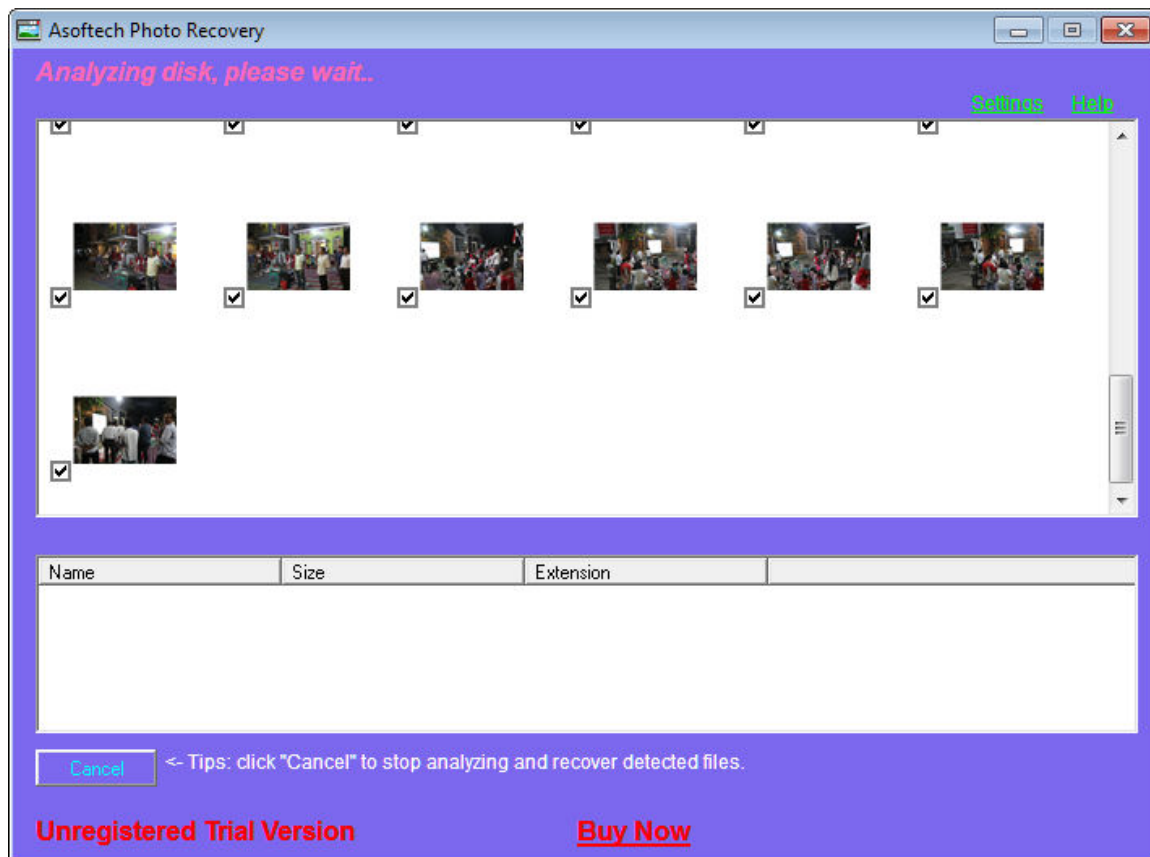 Asoftech Photo Recovery
Analyzing disk, please wait..
Settings Help
Name Size Extension
Cancel <- Tips: click "Cancel" to stop analyzing and recover detected files.
Unregistered Trial Version Buy Now